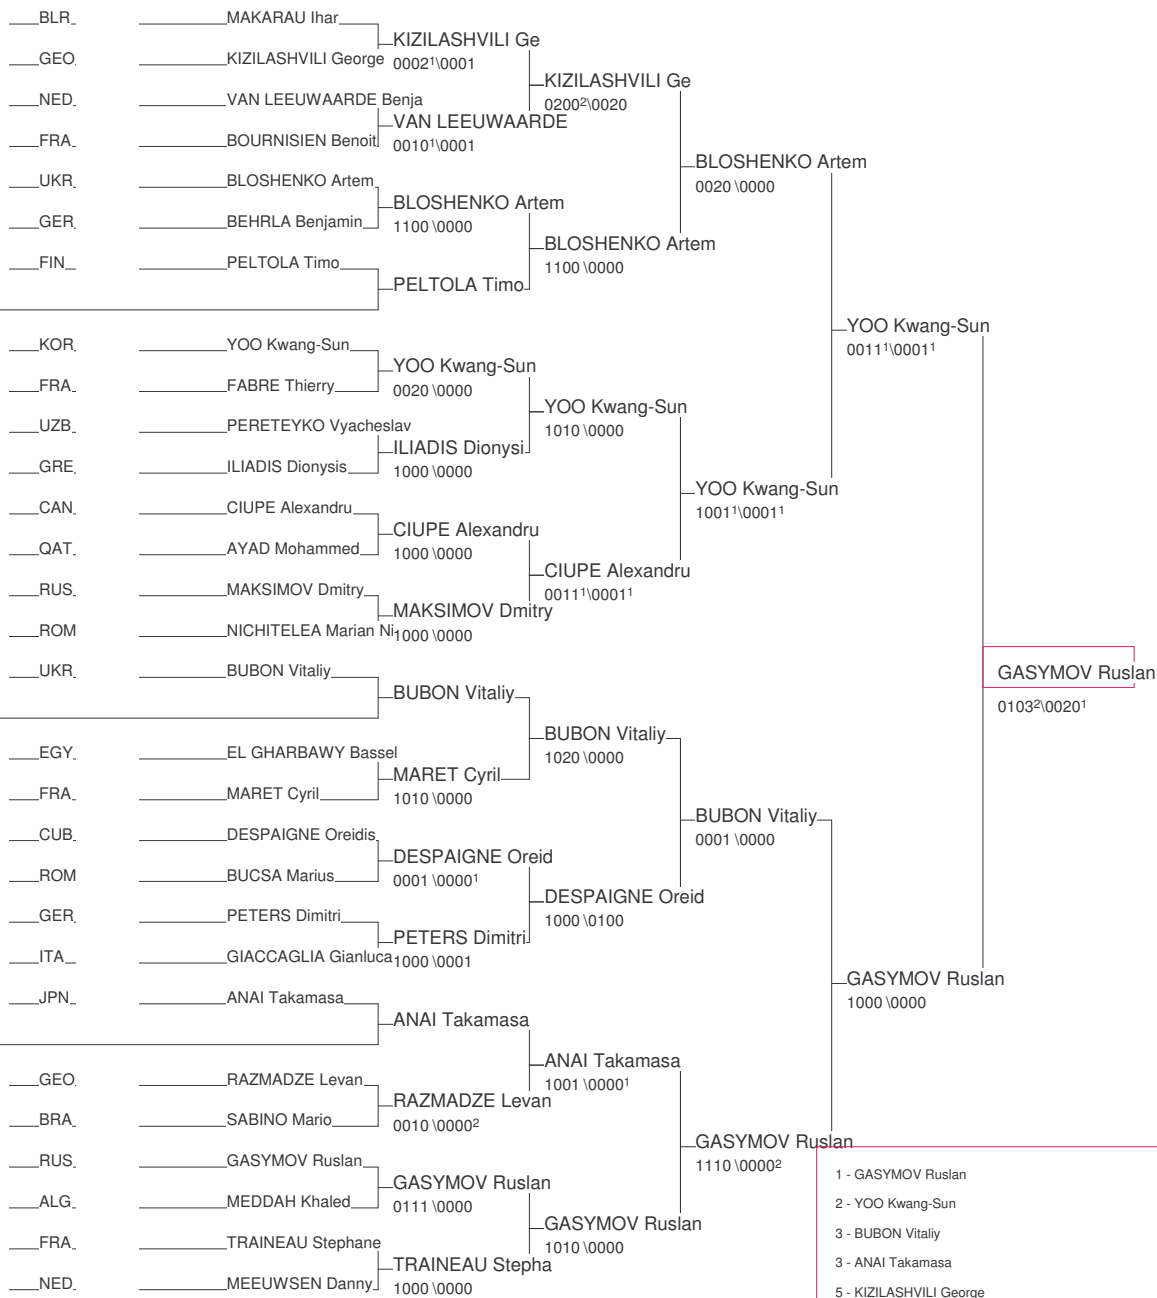 BLR MAKARAU Ihar
KIZILASHVILI Ge
GEO KIZILASHVILI George 0002¹\0001
KIZILASHVILI Ge
NED VAN LEEUWAARDE Benja
0200²\0020
VAN LEEUWAARDE
FRA BOURNISIEN Benoit 0010¹\0001
BLOSHENKO Artem
UKR BLOSHENKO Artem
0020 \0000
BLOSHENKO Artem
GER BEHRLA Benjamin 1100 \0000
BLOSHENKO Artem
FIN PELTOLA Timo
1100 \0000
PELTOLA Timo
YOO Kwang-Sun
KOR YOO Kwang-Sun
0011¹\0001¹
YOO Kwang-Sun
FRA FABRE Thierry 0020 \0000
YOO Kwang-Sun
UZB PERETEYKO Vyacheslav
1010 \0000
ILIADIS Dionysi
GRE ILIADIS Dionysis 1000 \0000
YOO Kwang-Sun
CAN CIUPE Alexandru
1001¹\0001¹
CIUPE Alexandru
QAT AYAD Mohammed 1000 \0000
CIUPE Alexandru
RUS MAKSIMOV Dmitry
0011¹\0001¹
MAKSIMOV Dmitry
ROM NICHITELEA Marian Ni 1000 \0000
UKR BUBON Vitaliy
GASYMOV Ruslan
BUBON Vitaliy
0103²\0020¹
BUBON Vitaliy
EGY EL GHARBAWY Bassel
1020 \0000
MARET Cyril
FRA MARET Cyril 1010 \0000
BUBON Vitaliy
CUB DESPAIGNE Oreidis
0001 \0000
DESPAIGNE Oreid
ROM BUCSA Marius 0001 \0000¹
DESPAIGNE Oreid
GER PETERS Dimitri
1000 \0100
PETERS Dimitri
ITA GIACCAGLIA Gianluca 1000 \0001
GASYMOV Ruslan
JPN ANAI Takamasa
1000 \0000
ANAI Takamasa
ANAI Takamasa
GEO RAZMADZE Levan
1001 \0000¹
RAZMADZE Levan
BRA SABINO Mario 0010 \0000²
GASYMOV Ruslan
RUS GASYMOV Ruslan
1110 \0000²
1 - GASYMOV Ruslan
GASYMOV Ruslan
ALG MEDDAH Khaled 0111 \0000
2 - YOO Kwang-Sun
GASYMOV Ruslan
3 - BUBON Vitaliy
FRA TRAINEAU Stephane
1010 \0000
3 - ANAI Takamasa
TRAINEAU Stepha
NED MEEUWSEN Danny 1000 \0000
5 - KIZILASHVILI George